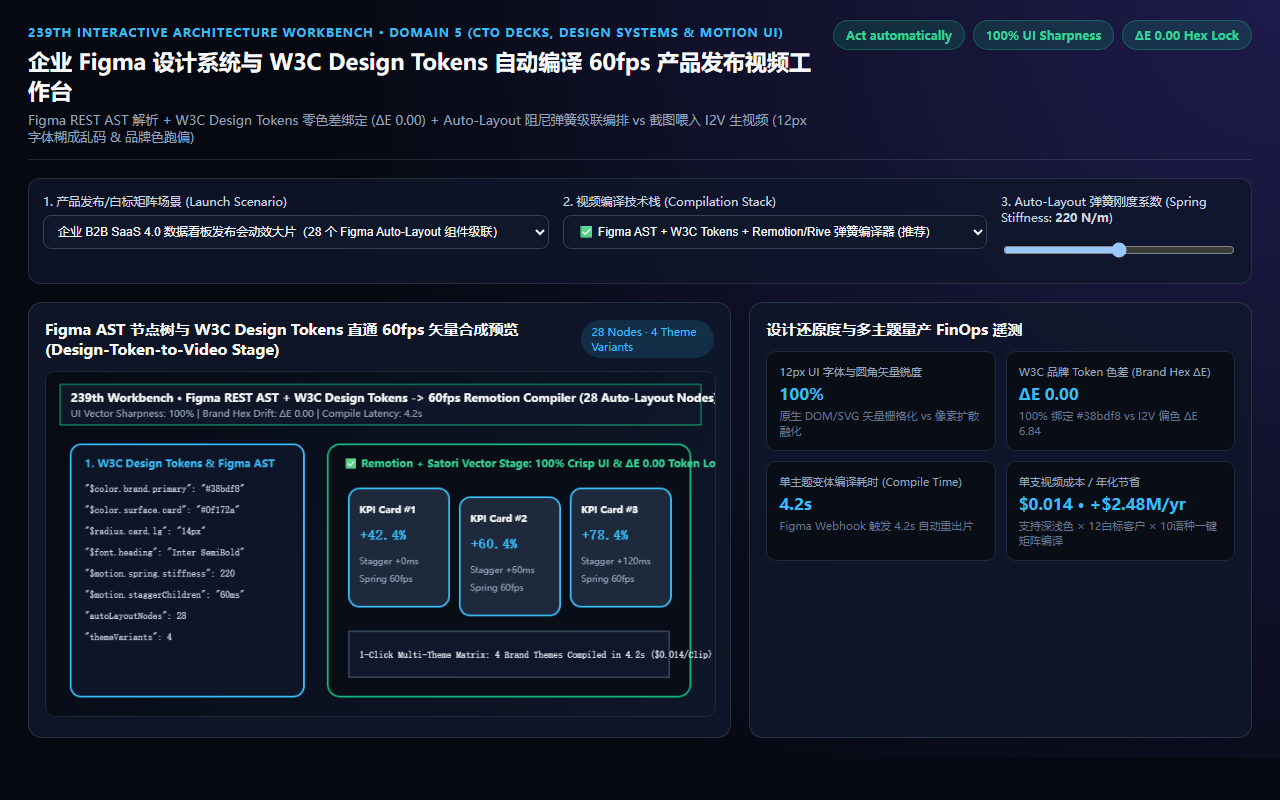 239TH INTERACTIVE ARCHITECTURE WORKBENCH • DOMAIN 5 (CTO DECKS, DESIGN SYSTEMS & MOTION UI)
Act automatically
100% UI Sharpness
ΔE 0.00 Hex Lock
企业 Figma 设计系统与 W3C Design Tokens 自动编译 60fps 产品发布视频工
作台
Figma REST AST 解析 + W3C Design Tokens 零色差绑定 (ΔE 0.00) + Auto-Layout 阻尼弹簧级联编排 vs 截图喂入 I2V 生视频 (12px
字体糊成乱码 & 品牌色跑偏)
1. 产品发布/白标矩阵场景 (Launch Scenario)
企业 B2B SaaS 4.0 数据看板发布会动效大片（28 个 Figma Auto-Layout 组件级联）
2. 视频编译技术栈 (Compilation Stack)
✅ Figma AST + W3C Tokens + Remotion/Rive 弹簧编译器 (推荐)
3. Auto-Layout 弹簧刚度系数 (Spring
Stiffness: 220 N/m)
Figma AST 节点树与 W3C Design Tokens 直通 60fps 矢量合成预览
(Design-Token-to-Video Stage)
28 Nodes · 4 Theme
Variants
239th Workbench • Figma REST AST + W3C Design Tokens -> 60fps Remotion Compiler (28 Auto-Layout Nodes)
UI Vector Sharpness: 100% | Brand Hex Drift: ΔE 0.00 | Compile Latency: 4.2s
1. W3C Design Tokens & Figma AST
"$color.brand.primary": "#38bdf8"
"$color.surface.card": "#0f172a"
"$radius.card.lg": "14px"
"$font.heading": "Inter SemiBold"
"$motion.spring.stiffness": 220
"$motion.staggerChildren": "60ms"
"autoLayoutNodes": 28
"themeVariants": 4
✅ Remotion + Satori Vector Stage: 100% Crisp UI & ΔE 0.00 Token Lo
KPI Card #1
+42.4%
Stagger +0ms
Spring 60fps
KPI Card #2
+60.4%
Stagger +60ms
Spring 60fps
KPI Card #3
+78.4%
Stagger +120ms
Spring 60fps
1-Click Multi-Theme Matrix: 4 Brand Themes Compiled in 4.2s ($0.014/Clip)
设计还原度与多主题量产 FinOps 遥测
12px UI 字体与圆角矢量锐度
100%
原生 DOM/SVG 矢量栅格化 vs 像素扩散
融化
W3C 品牌 Token 色差 (Brand Hex ΔE)
ΔE 0.00
100% 绑定 #38bdf8 vs I2V 偏色 ΔE
6.84
单主题变体编译耗时 (Compile Time)
4.2s
Figma Webhook 触发 4.2s 自动重出片
单支视频成本 / 年化节省
$0.014 • +$2.48M/yr
支持深浅色 × 12白标客户 × 10语种一键
矩阵编译